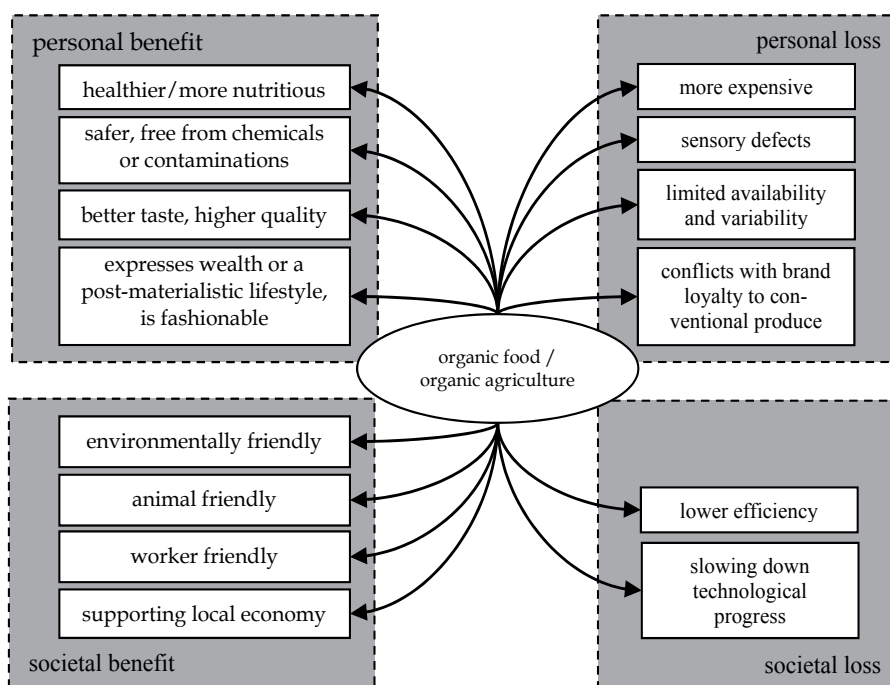 personal benefit
healthier/more nutritious
safer, free from chemicals
or contaminations
better taste, higher quality
expresses wealth or a
post-materialistic lifestyle,
is fashionable
personal loss
more expensive
sensory defects
limited availability
and variability
conflicts with brand
loyalty to con-
ventional produce
organic food /
organic agriculture
environmentally friendly
animal friendly
worker friendly
supporting local economy
societal benefit
lower efficiency
slowing down
technological
progress
societal loss